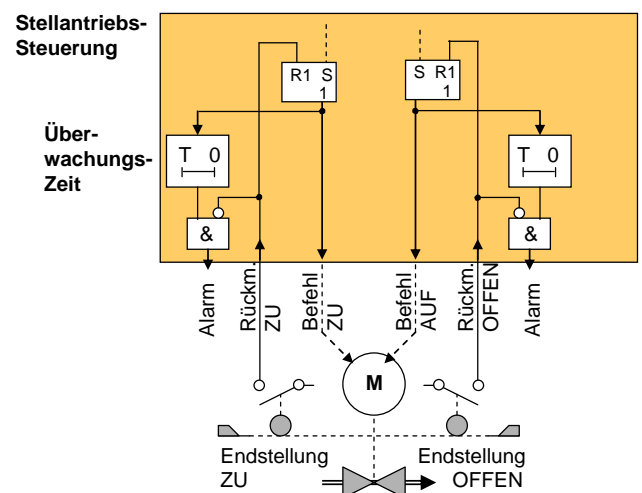 Stellantriebs-
Steuerung
R1 S
1
S R1
1
Über-
wachungs-
Zeit
T 0
T 0
&
&
Alarm
Rückm.
ZU
Befehl
ZU
Befehl
AUF
Rückm.
OFFEN
Alarm
M
Endstellung
ZU
Endstellung
OFFEN